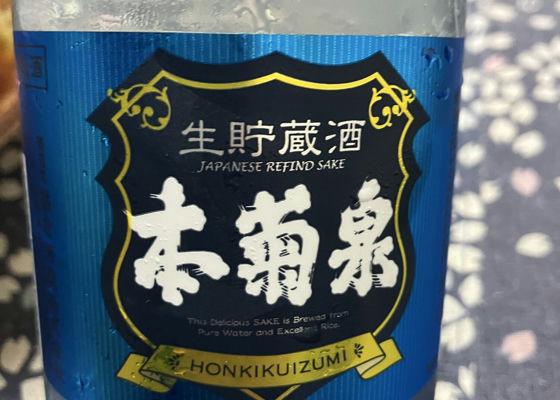 生貯蔵酒
JAPANESE REFIND SAKE
本菊泉
This Delicious SAKE is Brewed from
Pure Water and Excellent Rice.
HONKIKUIZUMI